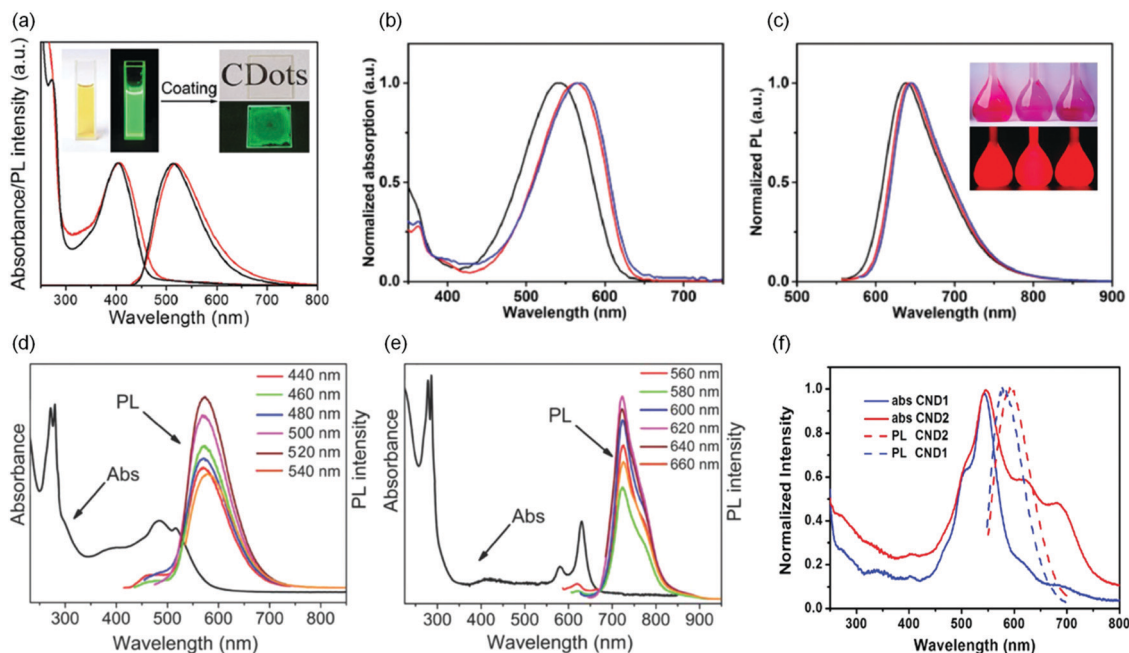 (a)
Absorbance/PL intensity (a.u.)
Coating
CDots
300 400 500 600 700 800
Wavelength (nm)
(b)
Normalized absorption (a.u.)
1.0
0.5
0.0
400 500 600 700
Wavelength (nm)
(c)
Normalized PL (a.u.)
1.0
0.5
0.0
500 600 700 800 900
Wavelength (nm)
(d)
Absorbance
PL
Abs
440 nm
460 nm
480 nm
500 nm
520 nm
540 nm
PL intensity
300 400 500 600 700 800
Wavelength (nm)
(e)
Absorbance
PL
Abs
560 nm
580 nm
600 nm
620 nm
640 nm
660 nm
PL intensity
300 400 500 600 700 800 900
Wavelength (nm)
(f)
Normalized Intensity
1.0
0.8
0.6
0.4
0.2
0.0
abs CND1
abs CND2
PL CND2
PL CND1
300 400 500 600 700 800
Wavelength (nm)